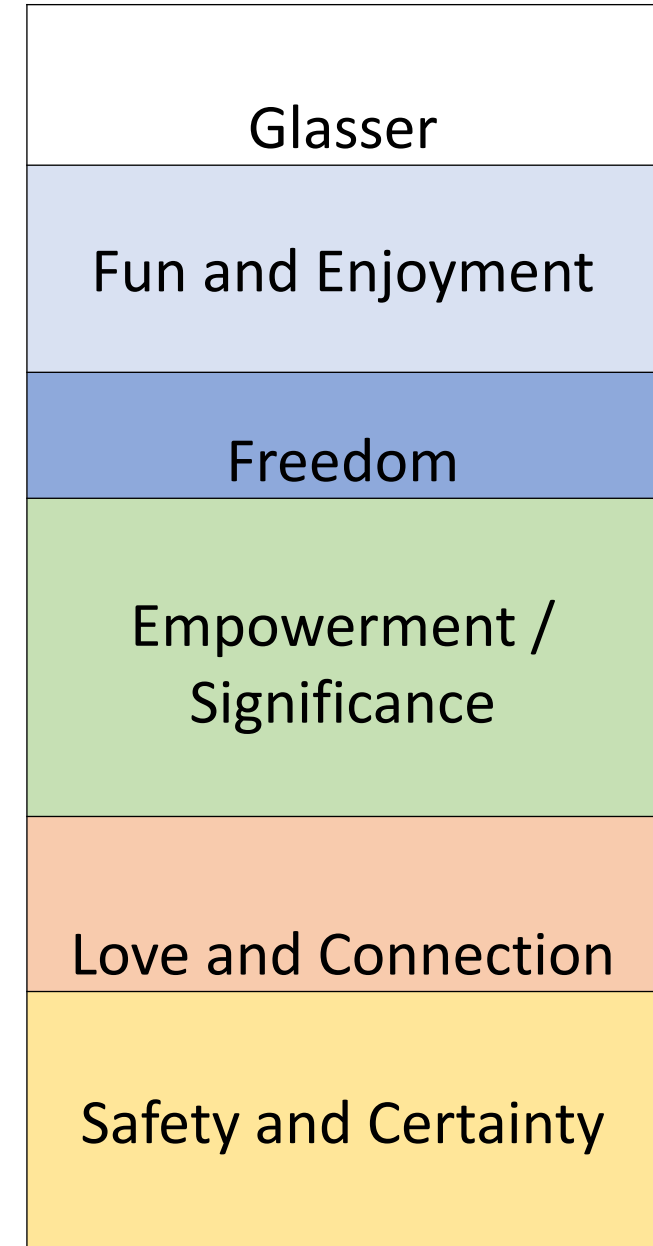 Glasser
Fun and Enjoyment
Freedom
Empowerment /
Significance
Love and Connection
Safety and Certainty